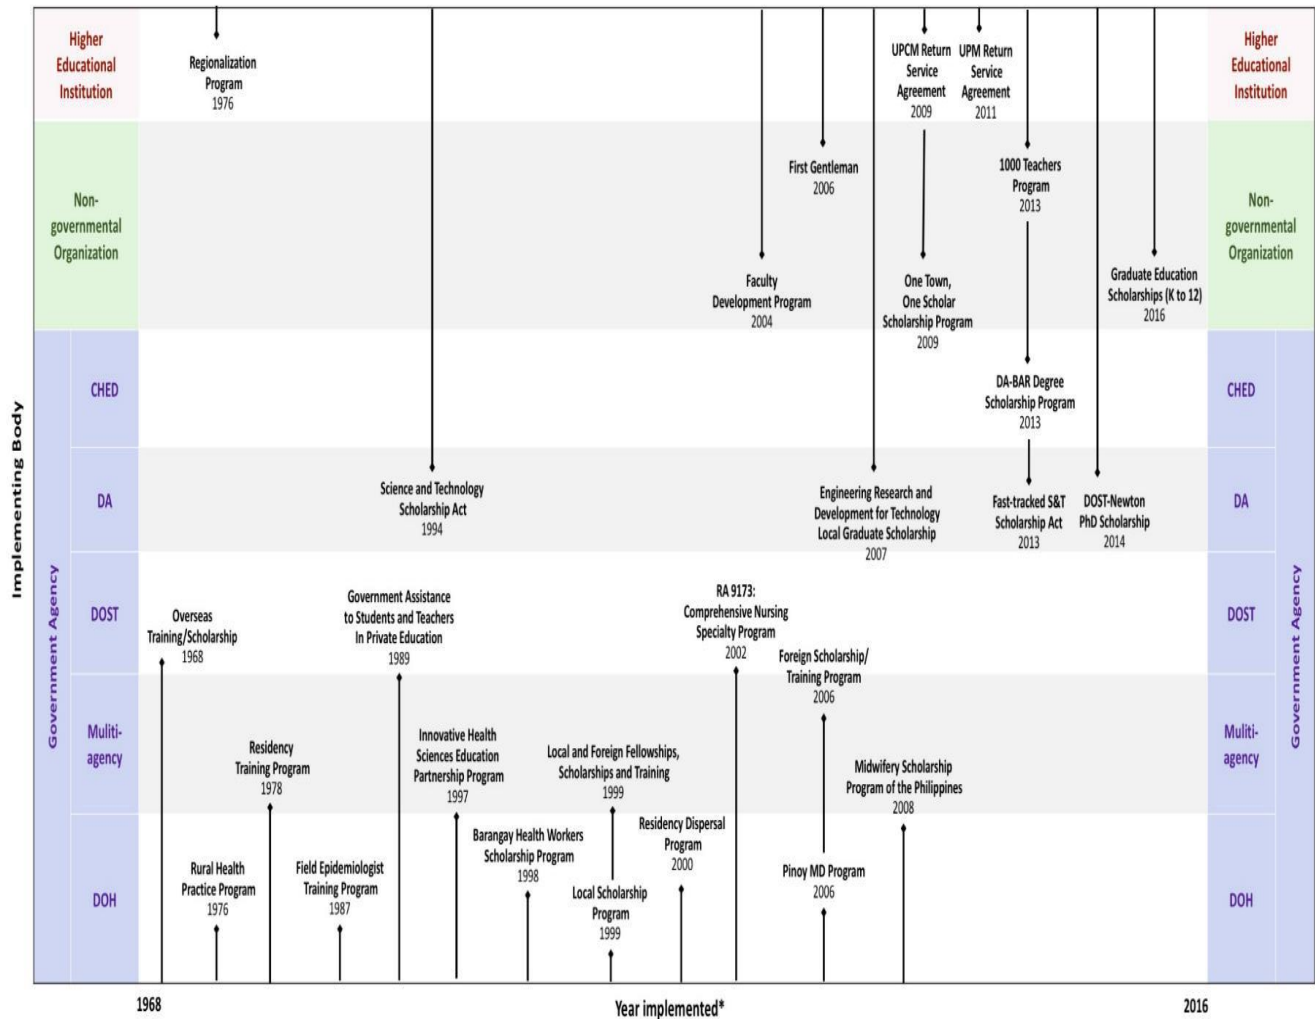 Higher
Educational
Institution
Regionalization
Program
1976
UPCM Return
Service
Agreement
2009
UPM Return
Service
Agreement
2011
Higher
Educational
Institution
Non-
governmental
Organization
First Gentleman
2006
1000 Teachers
Program
2013
Faculty
Development Program
2004
One Town,
One Scholar
Scholarship Program
2009
Graduate Education
Scholarships (K to 12)
2016
Non-
governmental
Organization
Implementing Body
Government Agency
CHED
DA-BAR Degree
Scholarship Program
2013
CHED
DA
Science and Technology
Scholarship Act
1994
Engineering Research and
Development for Technology
Local Graduate Scholarship
2007
Fast-tracked S&T
Scholarship Act
2013
DOST-Newton
PhD Scholarship
2014
DA
DOST
Overseas
Training/Scholarship
1968
Government Assistance
to Students and Teachers
In Private Education
1989
RA 9173:
Comprehensive Nursing
Specialty Program
2002
Foreign Scholarship/
Training Program
2006
DOST
Government Agency
Muliti-
agency
Residency
Training Program
1978
Innovative Health
Sciences Education
Partnership Program
1997
Local and Foreign Fellowships,
Scholarships and Training
1999
Midwifery Scholarship
Program of the Philippines
2008
Muliti-
agency
DOH
Rural Health
Practice Program
1976
Field Epidemiologist
Training Program
1987
Barangay Health Workers
Scholarship Program
1998
Local Scholarship
Program
1999
Residency Dispersal
Program
2000
Pinoy MD Program
2006
DOH
1968
Year implemented*
2016